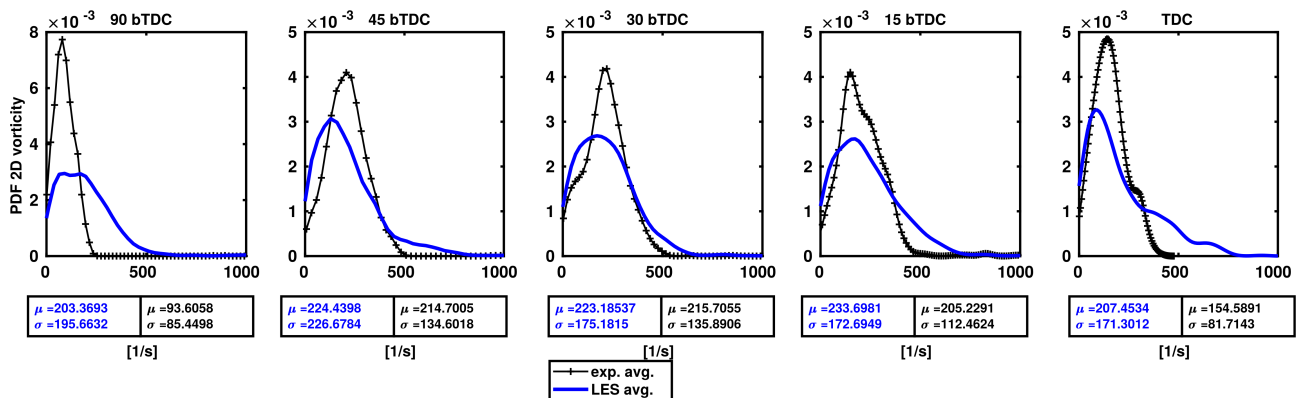 ×10 -3 90 bTDC
×10 -3 45 bTDC
×10 -3 30 bTDC
×10 -3 15 bTDC
×10 -3 TDC
PDF 2D vorticity
8
6
4
2
0
0 500 1000
5
4
3
2
1
0
0 500 1000
5
4
3
2
1
0
0 500 1000
5
4
3
2
1
0
0 500 1000
5
4
3
2
1
0
0 500 1000
μ =203.3693 μ =93.6058
σ =195.6632 σ =85.4498
μ =224.4398 μ =214.7005
σ =226.6784 σ =134.6018
μ =223.18537 μ =215.7055
σ =175.1815 σ =135.8906
μ =233.6981 μ =205.2291
σ =172.6949 σ =112.4624
μ =207.4534 μ =154.5891
σ =171.3012 σ =81.7143
[1/s] [1/s] [1/s] [1/s] [1/s]
exp. avg.
LES avg.